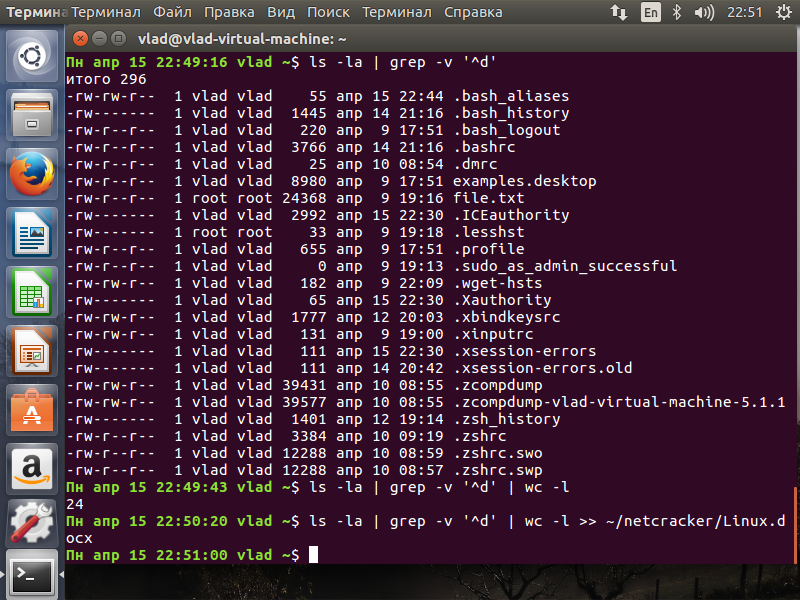 Термина Терминал Файл Правка Вид Поиск Терминал Справка En 22:51
vlad@vlad-virtual-machine: ~
Пн апр 15 22:49:16 vlad ~$ ls -la | grep -v '^d'
итого 296
-rw-rw-r-- 1 vlad vlad 55 апр 15 22:44 .bash_aliases
-rw------- 1 vlad vlad 1445 апр 14 21:16 .bash_history
-rw-r--r-- 1 vlad vlad 220 апр 9 17:51 .bash_logout
-rw-r--r-- 1 vlad vlad 3766 апр 14 21:16 .bashrc
-rw-r--r-- 1 vlad vlad 25 апр 10 08:54 .dmrc
-rw-r--r-- 1 vlad vlad 8980 апр 9 17:51 examples.desktop
-rw-r--r-- 1 root root 24368 апр 9 19:16 file.txt
-rw------- 1 vlad vlad 2992 апр 15 22:30 .ICEauthority
-rw------- 1 root root 33 апр 9 19:18 .lesshst
-rw-r--r-- 1 vlad vlad 655 апр 9 17:51 .profile
-rw-r--r-- 1 vlad vlad 0 апр 9 19:13 .sudo_as_admin_successful
-rw-rw-r-- 1 vlad vlad 182 апр 9 22:09 .wget-hsts
-rw------- 1 vlad vlad 65 апр 15 22:30 .Xauthority
-rw-rw-r-- 1 vlad vlad 1777 апр 12 20:03 .xbindkeysrc
-rw-rw-r-- 1 vlad vlad 131 апр 9 19:00 .xinputrc
-rw------- 1 vlad vlad 111 апр 15 22:30 .xsession-errors
-rw------- 1 vlad vlad 111 апр 14 20:42 .xsession-errors.old
-rw-rw-r-- 1 vlad vlad 39431 апр 10 08:55 .zcompdump
-rw-rw-r-- 1 vlad vlad 39577 апр 10 08:55 .zcompdump-vlad-virtual-machine-5.1.1
-rw------- 1 vlad vlad 1401 апр 12 19:14 .zsh_history
-rw-r--r-- 1 vlad vlad 3384 апр 10 09:19 .zshrc
-rw-r--r-- 1 vlad vlad 12288 апр 10 08:59 .zshrc.swo
-rw-r--r-- 1 vlad vlad 12288 апр 10 08:57 .zshrc.swp
Пн апр 15 22:49:43 vlad ~$ ls -la | grep -v '^d' | wc -l
24
Пн апр 15 22:50:20 vlad ~$ ls -la | grep -v '^d' | wc -l >> ~/netcracker/Linux.d
ocx
Пн апр 15 22:51:00 vlad ~$